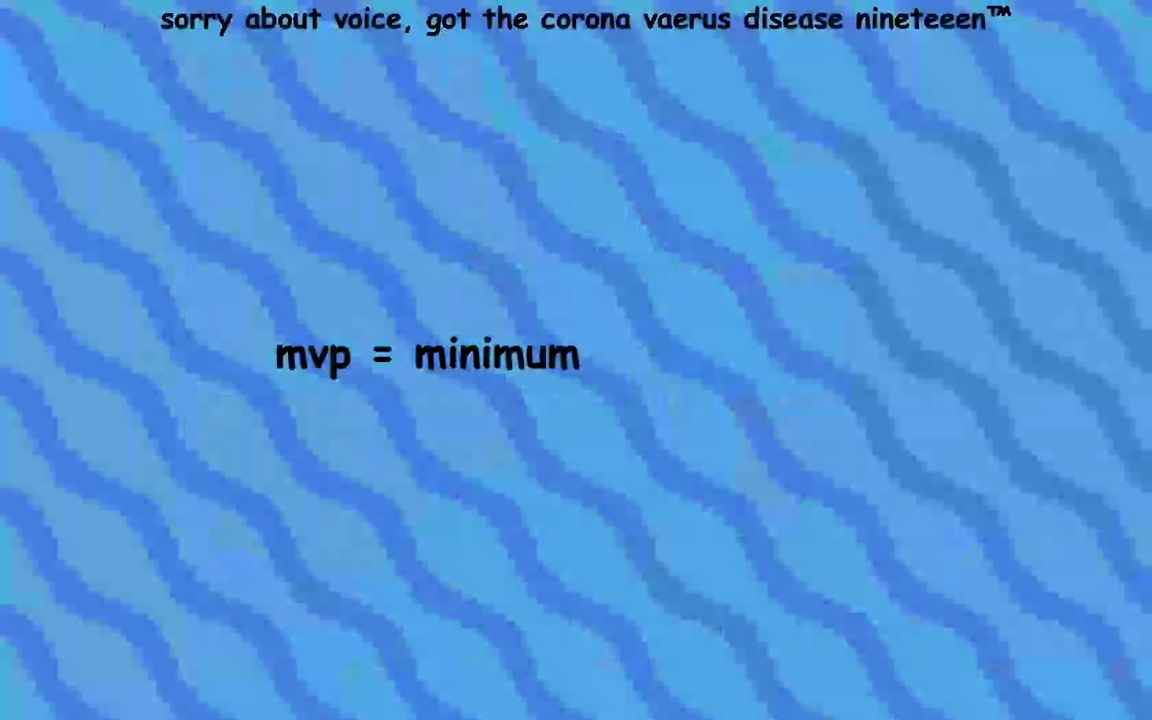 sorry about voice, got the corona vaerus disease nineteeen™
mvp = minimum